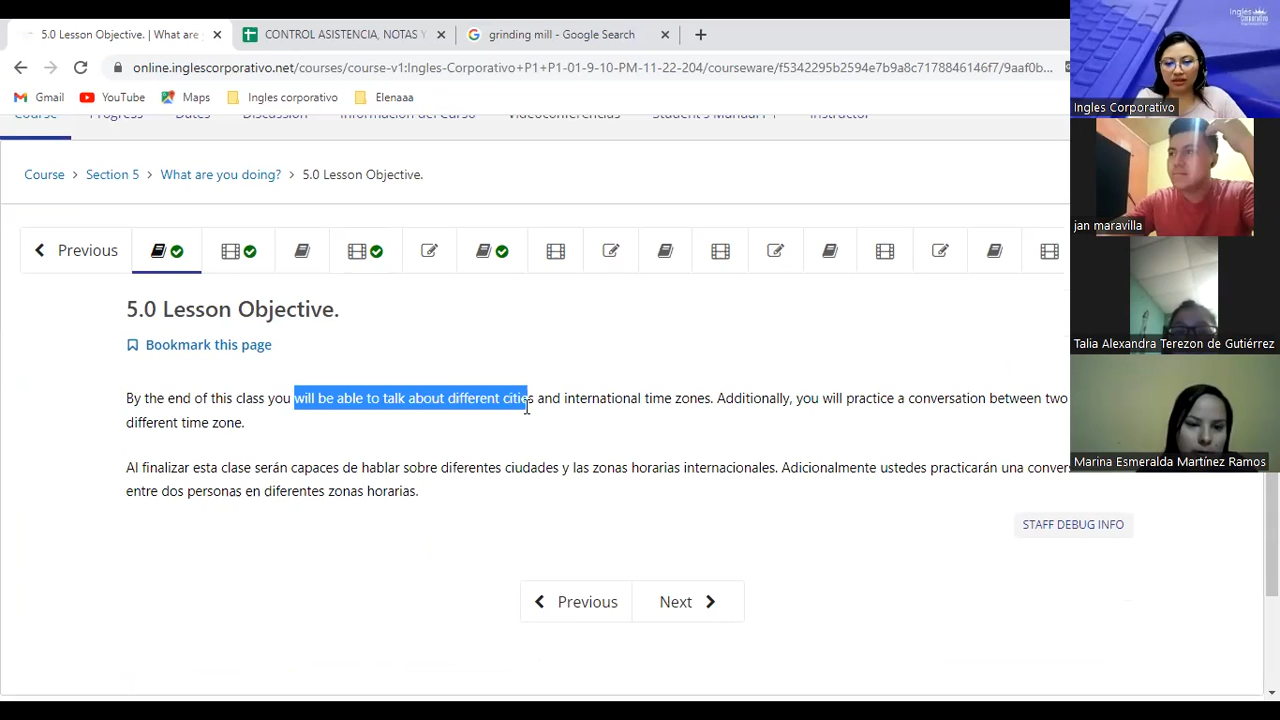 5.0 Lesson Objective. | What are
CONTROL ASISTENCIA, NOTAS Y
grinding mill - Google Search
online.inglescorporativo.net/courses/course-v1:Ingles-Corporativo+P1+P1-01-9-10-PM-11-22-204/courseware/f5342295b2594e7b9a8c7178846146f7/9aaf0b...
Gmail
YouTube
Maps
Ingles corporativo
Elenaaa
Course
Progress
Dates
Discussion
Información del Curso
Videoconferencias
Student's Manual P1
Instructor
Course > Section 5 > What are you doing? > 5.0 Lesson Objective.
Previous
5.0 Lesson Objective.
Bookmark this page
By the end of this class you will be able to talk about different cities and international time zones. Additionally, you will practice a conversation between two
different time zone.
Al finalizar esta clase serán capaces de hablar sobre diferentes ciudades y las zonas horarias internacionales. Adicionalmente ustedes practicarán una conver
entre dos personas en diferentes zonas horarias.
STAFF DEBUG INFO
Previous
Next
Inglés
Corporativo
Ingles Corporativo
jan maravilla
Talia Alexandra Terezon de Gutiérrez
Marina Esmeralda Martínez Ramos